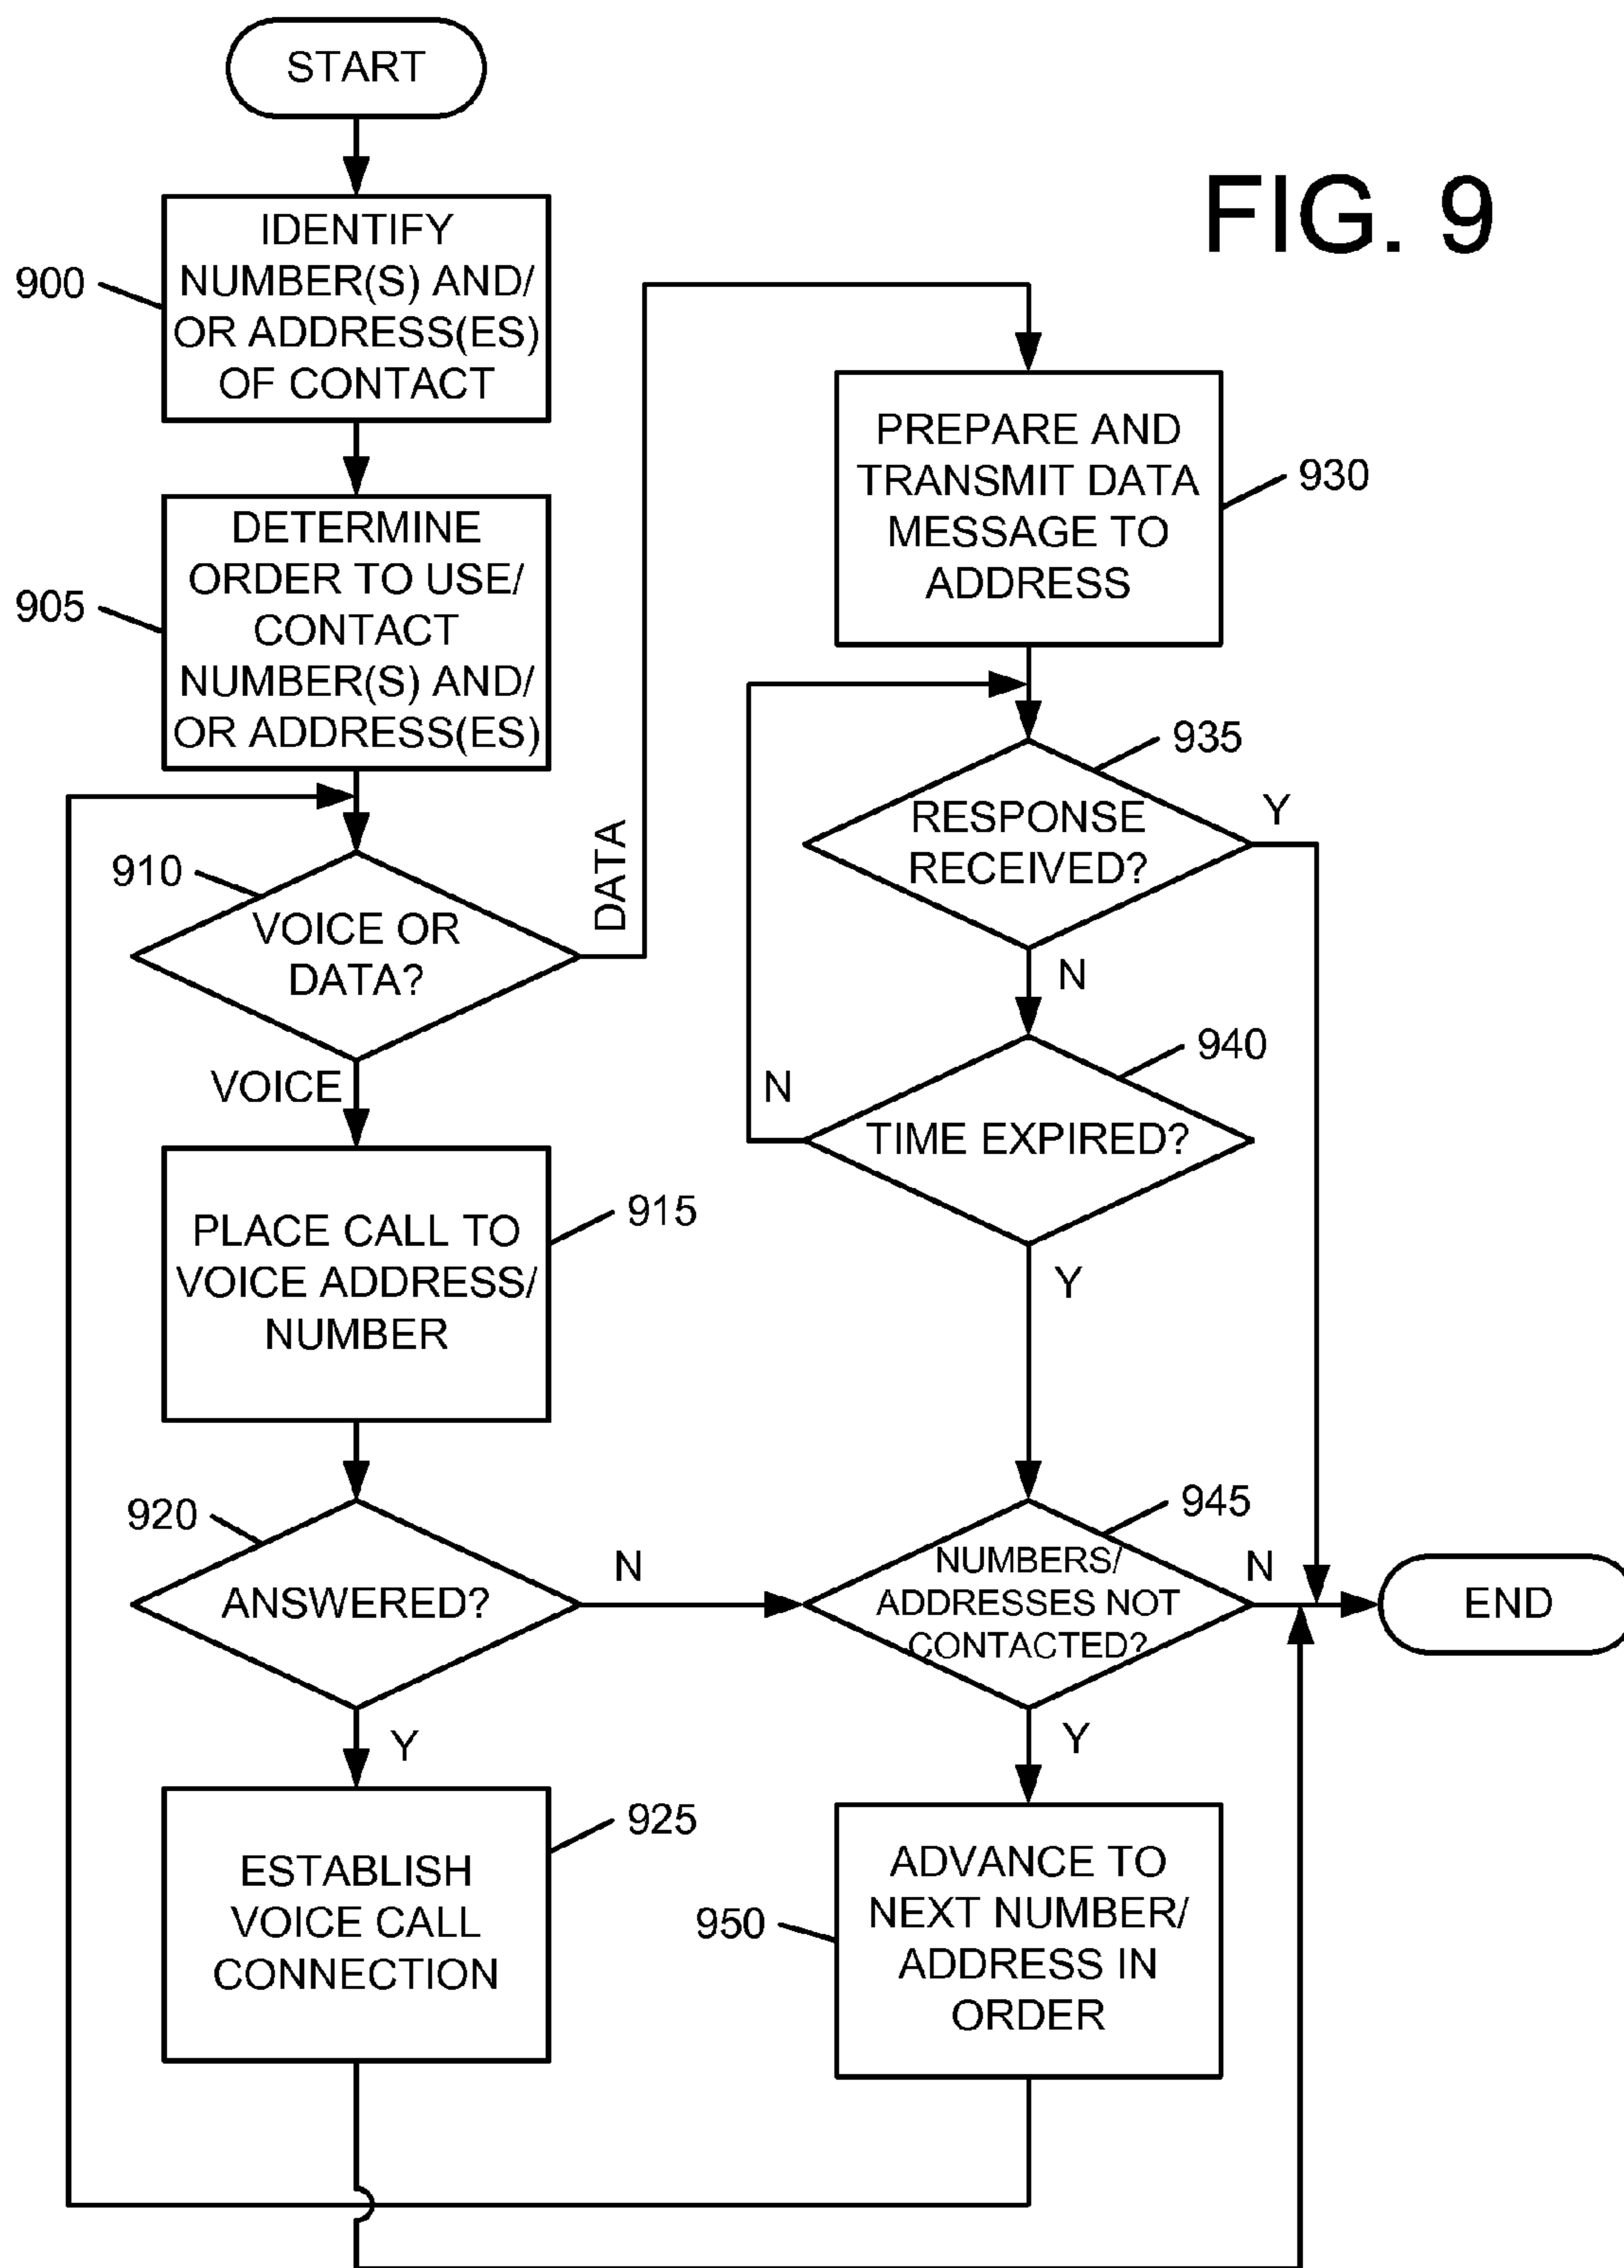 START
FIG. 9
900
IDENTIFY
NUMBER(S) AND/
OR ADDRESS(ES)
OF CONTACT
905
DETERMINE
ORDER TO USE/
CONTACT
NUMBER(S) AND/
OR ADDRESS(ES)
910
VOICE OR
DATA?
DATA
VOICE
915
PLACE CALL TO
VOICE ADDRESS/
NUMBER
920
ANSWERED?
N
Y
925
ESTABLISH
VOICE CALL
CONNECTION
930
PREPARE AND
TRANSMIT DATA
MESSAGE TO
ADDRESS
935
RESPONSE
RECEIVED?
Y
N
940
TIME EXPIRED?
N
Y
945
NUMBERS/
ADDRESSES NOT
CONTACTED?
N
Y
END
950
ADVANCE TO
NEXT NUMBER/
ADDRESS IN
ORDER